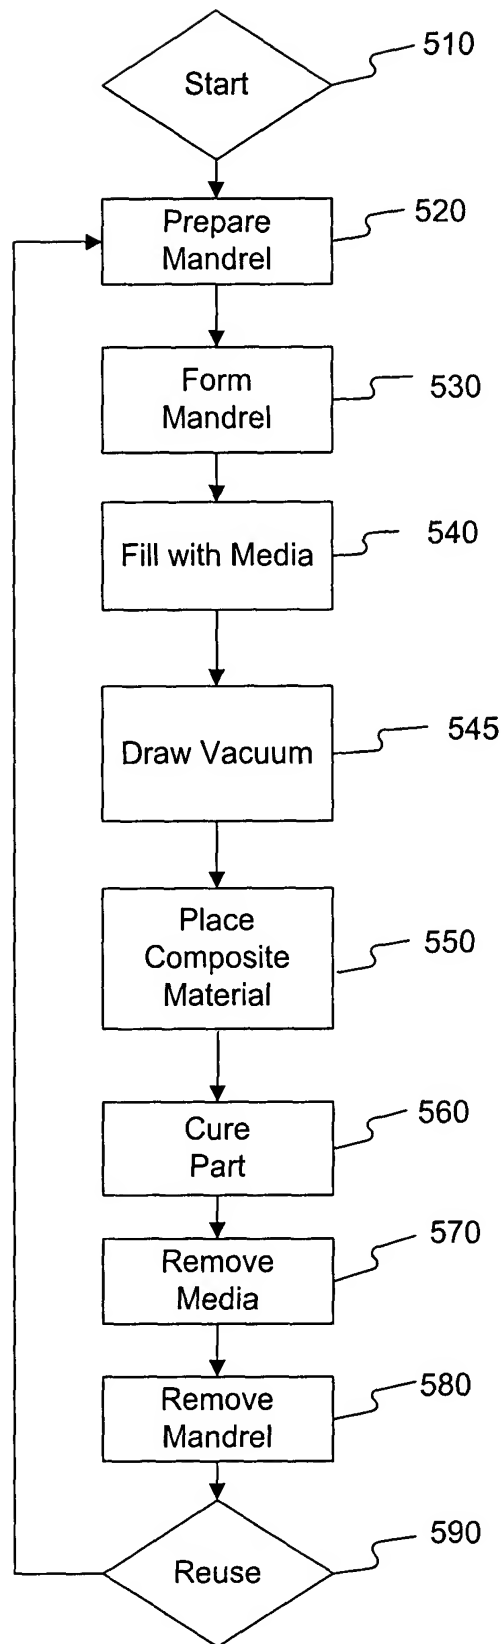 510
Start
520
Prepare
Mandrel
530
Form
Mandrel
540
Fill with Media
545
Draw Vacuum
550
Place
Composite
Material
560
Cure
Part
570
Remove
Media
580
Remove
Mandrel
590
Reuse